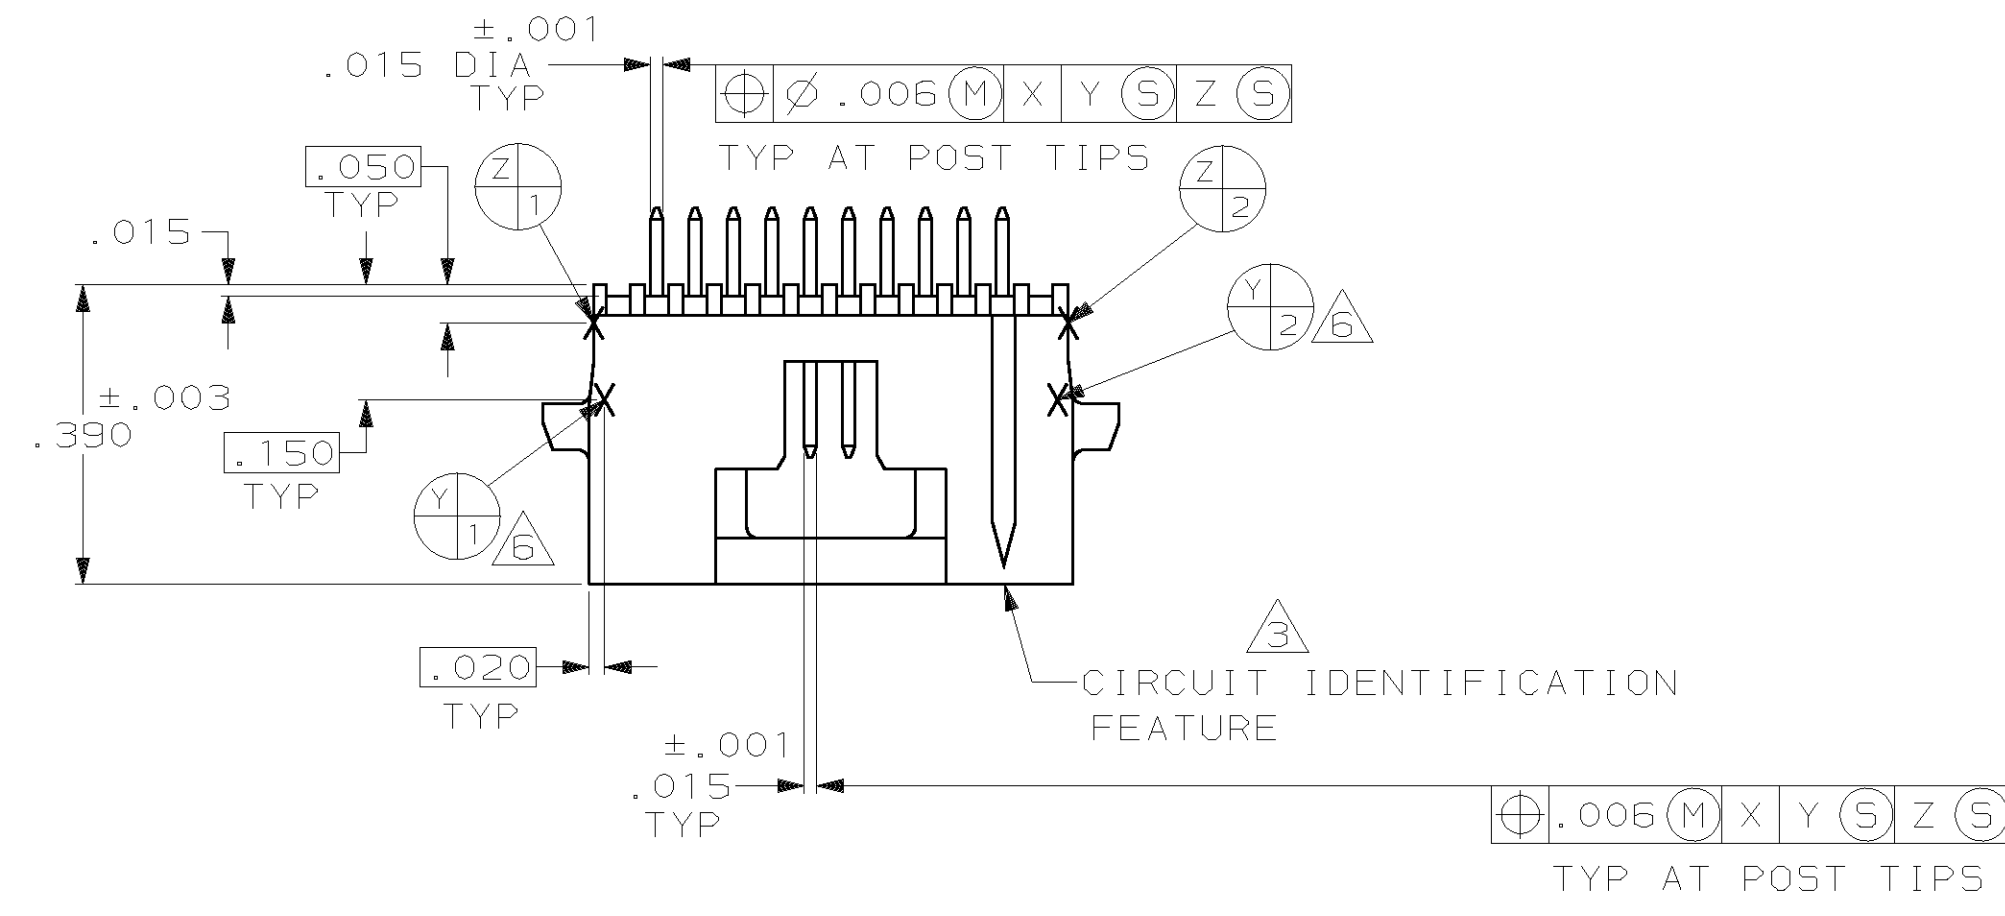 ±.001
.015 DIA
TYP
⌖ ⌀ .006 Ⓜ X Y Ⓢ Z Ⓢ
TYP AT POST TIPS
.050
TYP
Z
1
Z
2
.015
Y
2
6
±.003
.390
.150
TYP
Y
1
6
3
.020
TYP
CIRCUIT IDENTIFICATION
FEATURE
±.001
.015
TYP
⌖ .006 Ⓜ X Y Ⓢ Z Ⓢ
TYP AT POST TIPS